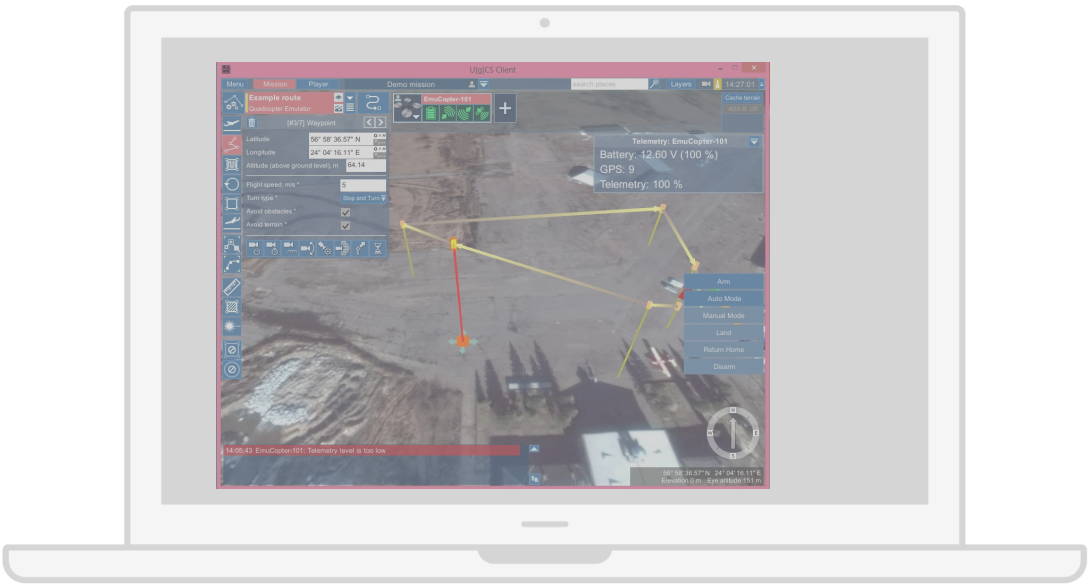 U[g]CS Client
Menu Mission Player Demo mission search places Layers 14:27:01
Example route
Quadcopter Emulator
EmuCopter-101
Cache terrain
[#3/7] Waypoint
Latitude 56° 58' 36.57" N
Longitude 24° 04' 16.11" E
Altitude (above ground level), m 64.14
Flight speed, m/s * 5
Turn type * Stop and Turn
Avoid obstacles *
Avoid terrain *
Telemetry: EmuCopter-101
Battery: 12.60 V (100 %)
GPS: 9
Telemetry: 100 %
Arm
Auto Mode
Manual Mode
Land
Return Home
Disarm
N
W E
S
14:05:43 EmuCopter-101: Telemetry level is too low
56° 58' 36.57" N 24° 04' 16.11" E
Elevation 0 m Eye altitude 151 m